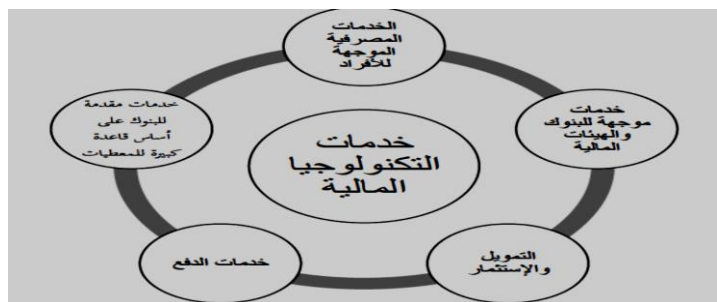 الخدمات
المصرفية
الموجهة
للأفراد
خدمات
موجهة للبنوك
والهيئات
المالية
التمويل
والإستثمار
خدمات الدفع
خدمات مقدمة
للبنوك على
أساس قاعدة
كبيرة للمعطيات
خدمات
التكنولوجيا
المالية